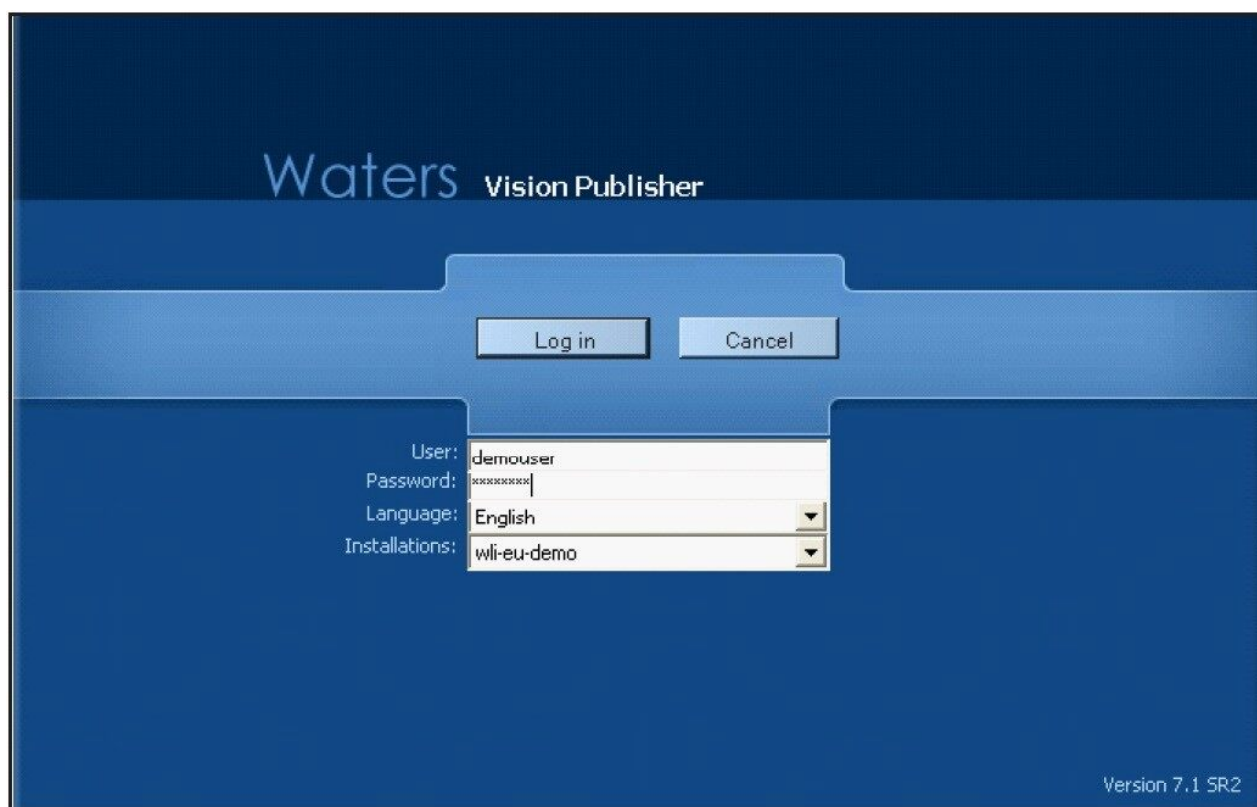 Waters Vision Publisher
Log in Cancel
User: demouser
Password: ********
Language: English
Installations: wli-eu-demo
Version 7.1 SR2